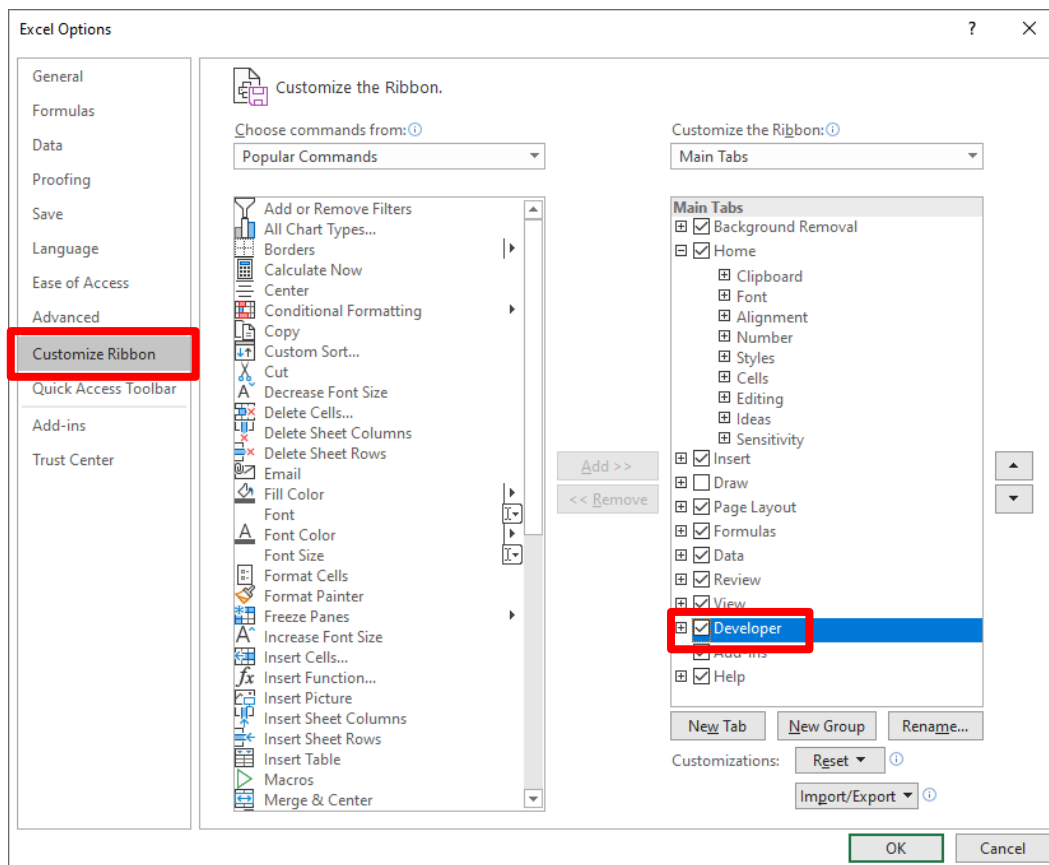 Excel Options
?
General
Formulas
Data
Proofing
Save
Language
Ease of Access
Advanced
Customize Ribbon
Quick Access Toolbar
Add-ins
Trust Center
Customize the Ribbon.
Choose commands from:
Popular Commands
Add or Remove Filters
All Chart Types...
Borders
Calculate Now
Center
Conditional Formatting
Copy
Custom Sort...
Cut
Decrease Font Size
Delete Cells...
Delete Sheet Columns
Delete Sheet Rows
Email
Fill Color
Font
Font Color
Font Size
Format Cells
Format Painter
Freeze Panes
Increase Font Size
Insert Cells...
Insert Function...
Insert Picture
Insert Sheet Columns
Insert Sheet Rows
Insert Table
Macros
Merge & Center
Add >>
<< Remove
Customize the Ribbon:
Main Tabs
Main Tabs
Background Removal
Home
Clipboard
Font
Alignment
Number
Styles
Cells
Editing
Ideas
Sensitivity
Insert
Draw
Page Layout
Formulas
Data
Review
View
Developer
Add-ins
Help
New Tab
New Group
Rename...
Customizations:
Reset
Import/Export
OK
Cancel